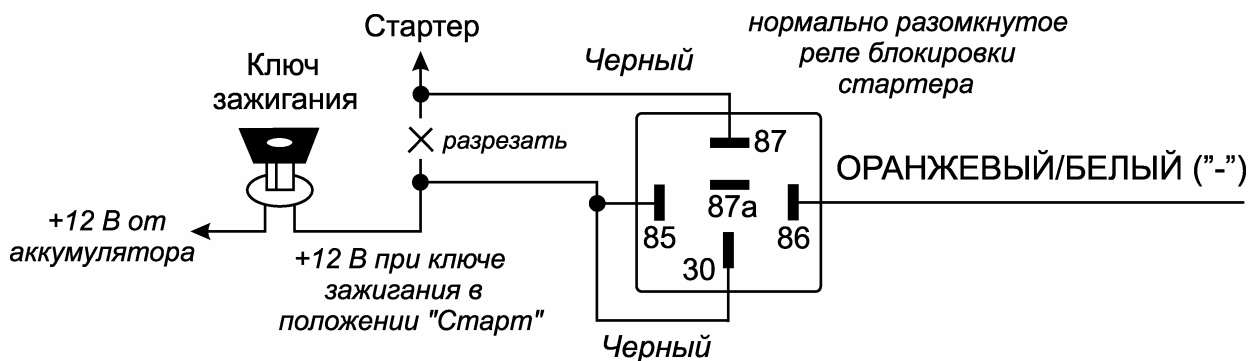 Стартер
Ключ
зажигания
Черный
нормально разомкнутое
реле блокировки
стартера
разрезать
87
87а
85
86
30
ОРАНЖЕВЫЙ/БЕЛЫЙ (”-”)
+12 В от
аккумулятора
+12 В при ключе
зажигания в
положении "Старт"
Черный